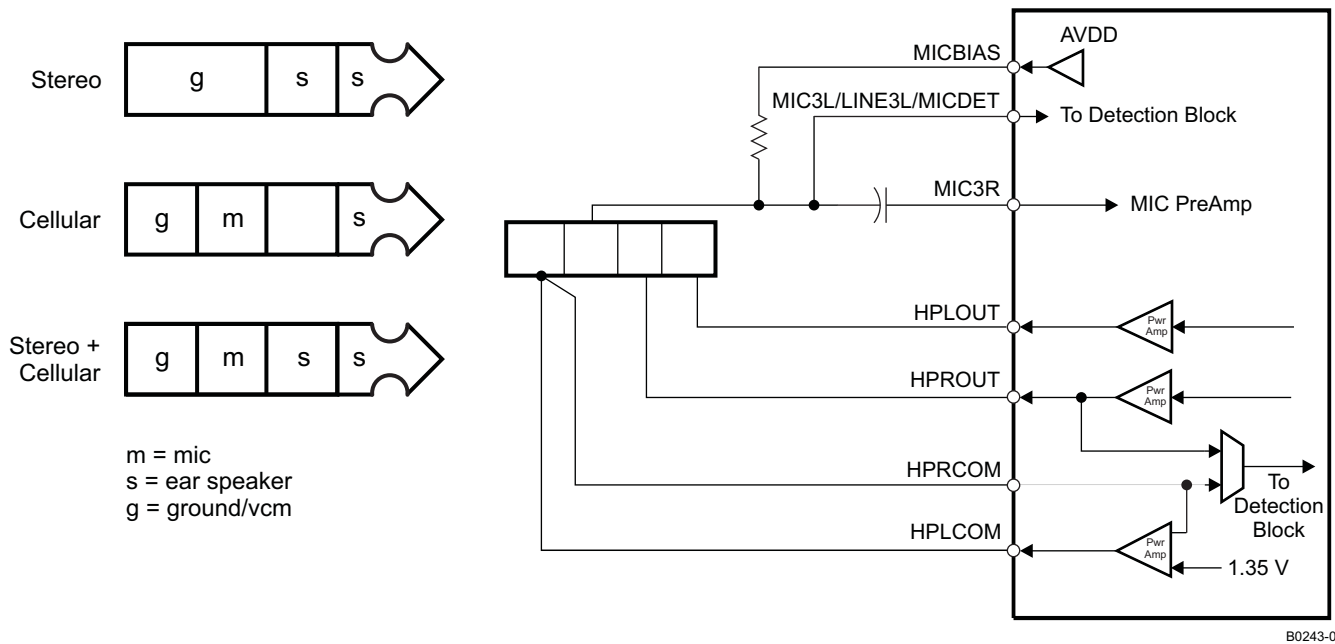 Stereo
g
s
s
Cellular
g
m
s
Stereo +
Cellular
g
m
s
s
m = mic
s = ear speaker
g = ground/vcm
AVDD
MICBIAS
MIC3L/LINE3L/MICDET
To Detection Block
MIC3R
MIC PreAmp
HPLOUT
Pwr
Amp
HPROUT
Pwr
Amp
HPRCOM
To
Detection
Block
HPLCOM
Pwr
Amp
1.35 V